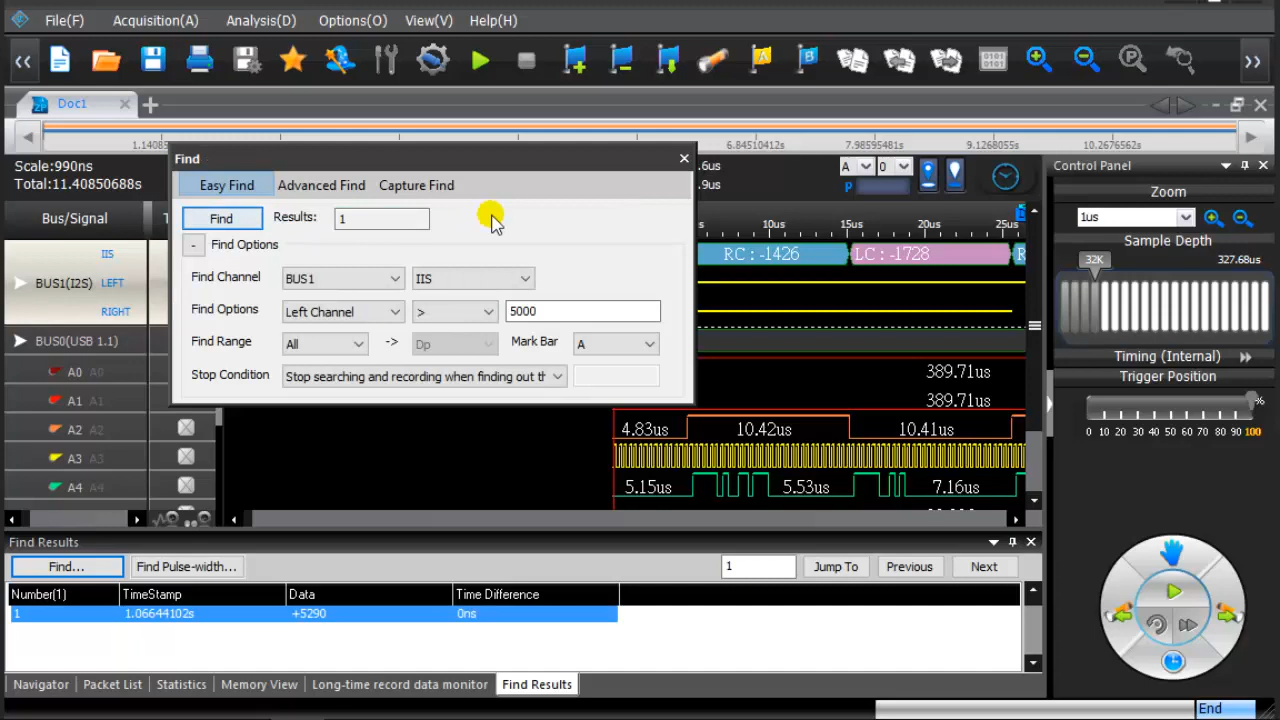 File(F) Acquisition(A) Analysis(D) Options(O) View(V) Help(H)
Doc1
6.84510412s 7.98595481s 9.1268055s 10.2676562s
Scale:990ns
Total:11.40850688s
Find
Easy Find Advanced Find Capture Find
Find Results: 1
- Find Options
Find Channel BUS1 IIS
Find Options Left Channel > 5000
Find Range All -> Dp Mark Bar A
Stop Condition Stop searching and recording when finding out th
A 0
Control Panel
Zoom
1us
Sample Depth
32K 327.68us
Timing (Internal)
Trigger Position
%
0 10 20 30 40 50 60 70 80 90 100
Bus/Signal
15us 20us 25us
IIS
BUS1(I2S) LEFT
RIGHT
RC : -1426 LC : -1728
BUS0(USB 1.1)
A0 A0 389.71us
A1 A1 389.71us
A2 A2 4.83us 10.42us 10.41us
A3 A3
A4 A4 5.15us 5.53us 7.16us
Find Results
Find... Find Pulse-width... 1 Jump To Previous Next
Number(1) TimeStamp Data Time Difference
1 1.06644102s +5290 0ns
Navigator Packet List Statistics Memory View Long-time record data monitor Find Results
End